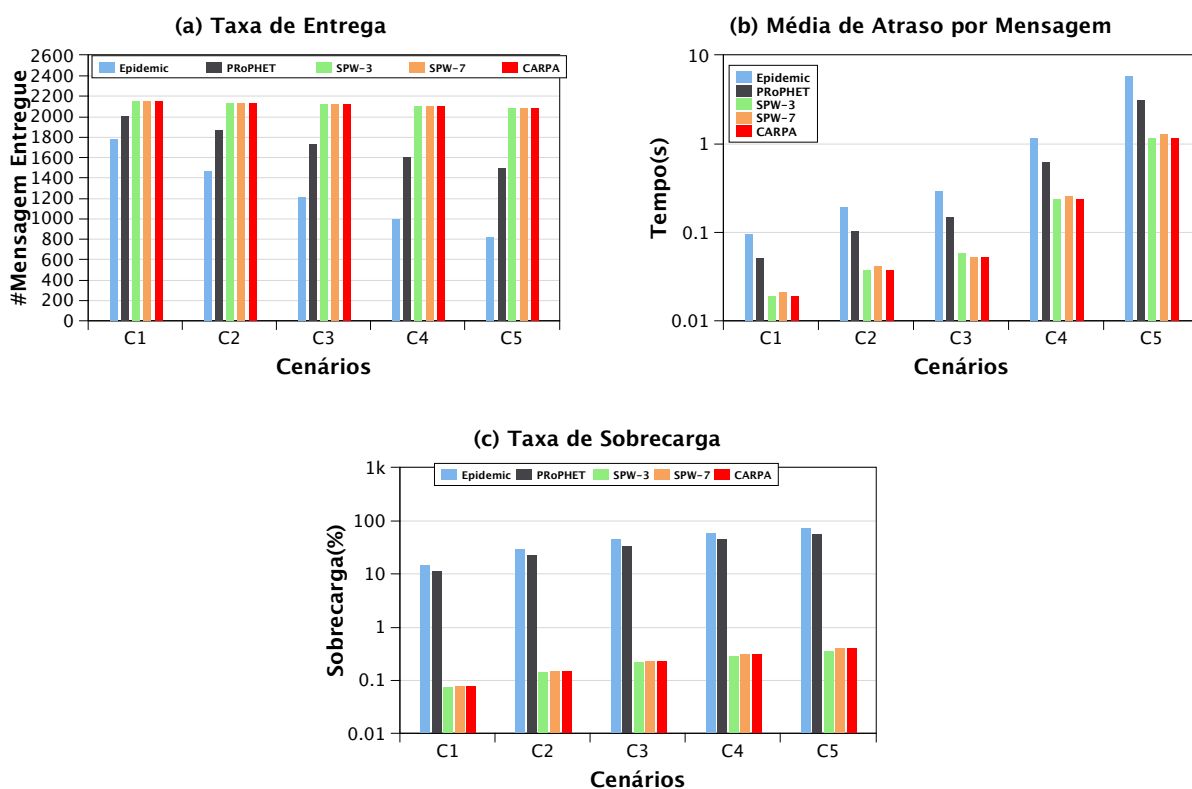 (a) Taxa de Entrega
#Mensagem Entregue
2600
2400
2200
2000
1800
1600
1400
1200
1000
800
600
400
200
0
Epidemic PRoPHET SPW-3 SPW-7 CARPA
C1 C2 C3 C4 C5
Cenários
(b) Média de Atraso por Mensagem
Tempo(s)
10
1
0.1
0.01
Epidemic
PRoPHET
SPW-3
SPW-7
CARPA
C1 C2 C3 C4 C5
Cenários
(c) Taxa de Sobrecarga
Sobrecarga(%)
1k
100
10
1
0.1
0.01
Epidemic PRoPHET SPW-3 SPW-7 CARPA
C1 C2 C3 C4 C5
Cenários